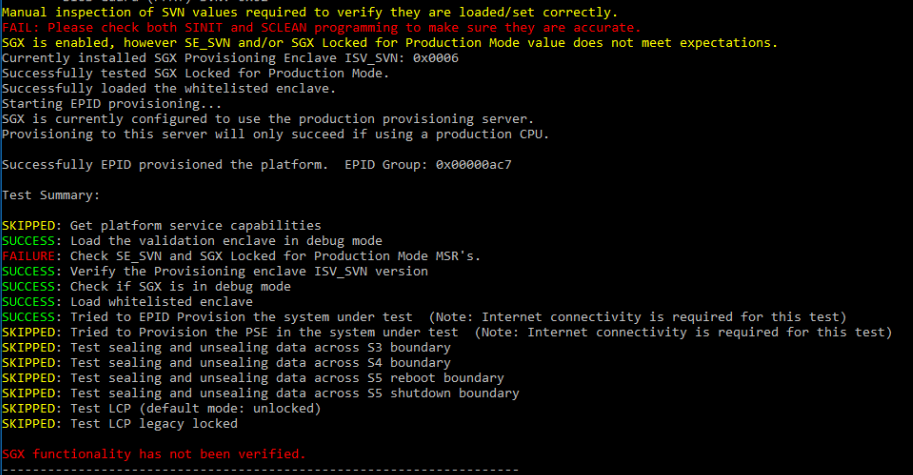 Manual inspection of SVN values required to verify they are loaded/set correctly.
FAIL: Please check both SINIT and SCLEAN programming to make sure they are accurate.
SGX is enabled, however SE_SVN and/or SGX Locked for Production Mode value does not meet expectations.
Currently installed SGX Provisioning Enclave ISV_SVN: 0x0006
Successfully tested SGX Locked for Production Mode.
Successfully loaded the whitelisted enclave.
Starting EPID provisioning...
SGX is currently configured to use the production provisioning server.
Provisioning to this server will only succeed if using a production CPU.
Successfully EPID provisioned the platform.  EPID Group: 0x00000ac7
Test Summary:
SKIPPED: Get platform service capabilities
SUCCESS: Load the validation enclave in debug mode
FAILURE: Check SE_SVN and SGX Locked for Production Mode MSR's.
SUCCESS: Verify the Provisioning enclave ISV_SVN version
SUCCESS: Check if SGX is in debug mode
SUCCESS: Load whitelisted enclave
SUCCESS: Tried to EPID Provision the system under test  (Note: Internet connectivity is required for this test)
SKIPPED: Tried to Provision the PSE in the system under test  (Note: Internet connectivity is required for this test)
SKIPPED: Test sealing and unsealing data across S3 boundary
SKIPPED: Test sealing and unsealing data across S4 boundary
SKIPPED: Test sealing and unsealing data across S5 reboot boundary
SKIPPED: Test sealing and unsealing data across S5 shutdown boundary
SKIPPED: Test LCP (default mode: unlocked)
SKIPPED: Test LCP legacy locked
SGX functionality has not been verified.
--------------------------------------------------------------------